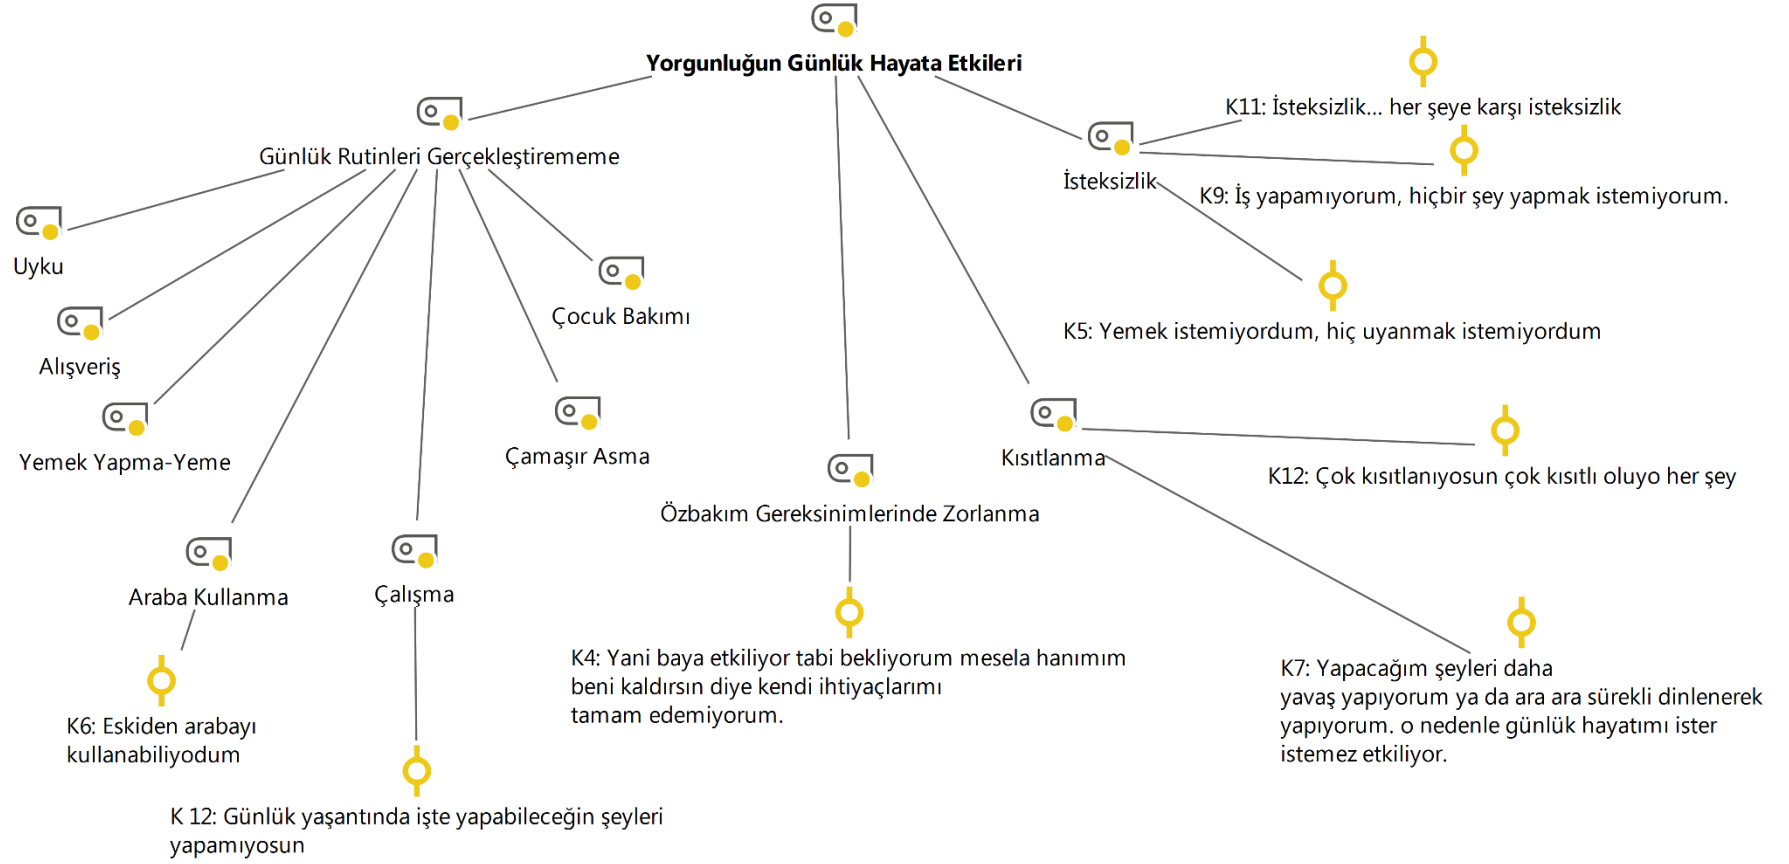 Yorgunluğun Günlük Hayata Etkileri
Günlük Rutinleri Gerçekleştirememe
Uyku
Alışveriş
Yemek Yapma-Yeme
Araba Kullanma
K6: Eskiden arabayı
kullanabiliyodum
Çalışma
K 12: Günlük yaşantında işte yapabileceğin şeyleri
yapamıyosun
Çamaşır Asma
Çocuk Bakımı
Özbakım Gereksinimlerinde Zorlanma
K4: Yani baya etkiliyor tabi bekliyorum mesela hanımım
beni kaldırsın diye kendi ihtiyaçlarımı
tamam edemiyorum.
Kısıtlanma
K12: Çok kısıtlanıyosun çok kısıtlı oluyo her şey
K7: Yapacağım şeyleri daha
yavaş yapıyorum ya da ara ara sürekli dinlenerek
yapıyorum. o nedenle günlük hayatımı ister
istemez etkiliyor.
İsteksizlik
K11: İsteksizlik... her şeye karşı isteksizlik
K9: İş yapamıyorum, hiçbir şey yapmak istemiyorum.
K5: Yemek istemiyordum, hiç uyanmak istemiyordum